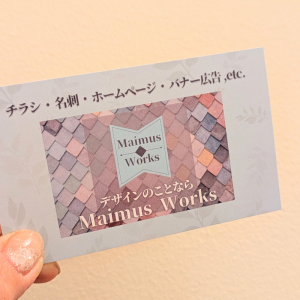 チラシ・名刺・ホームページ・バナー広告,etc.
Maimus
Works
デザインのことなら
Maimus Works